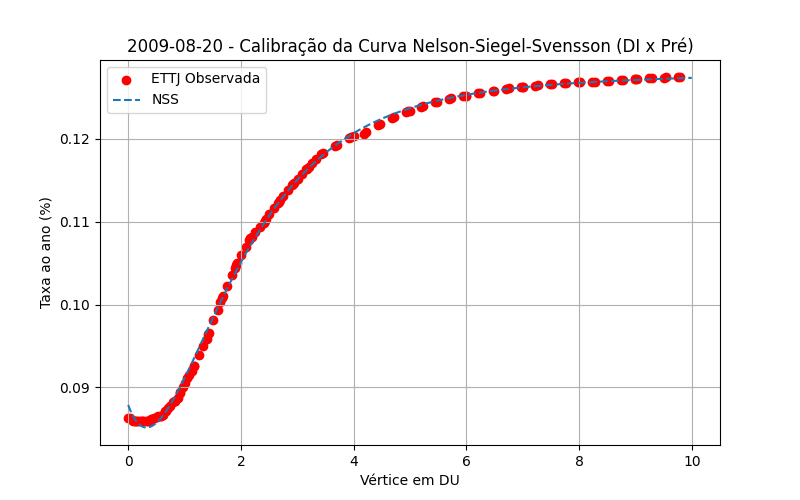 2009-08-20 - Calibração da Curva Nelson-Siegel-Svensson (DI x Pré)
ETTJ Observada
NSS
Taxa ao ano (%)
0.12
0.11
0.10
0.09
0 2 4 6 8 10
Vértice em DU